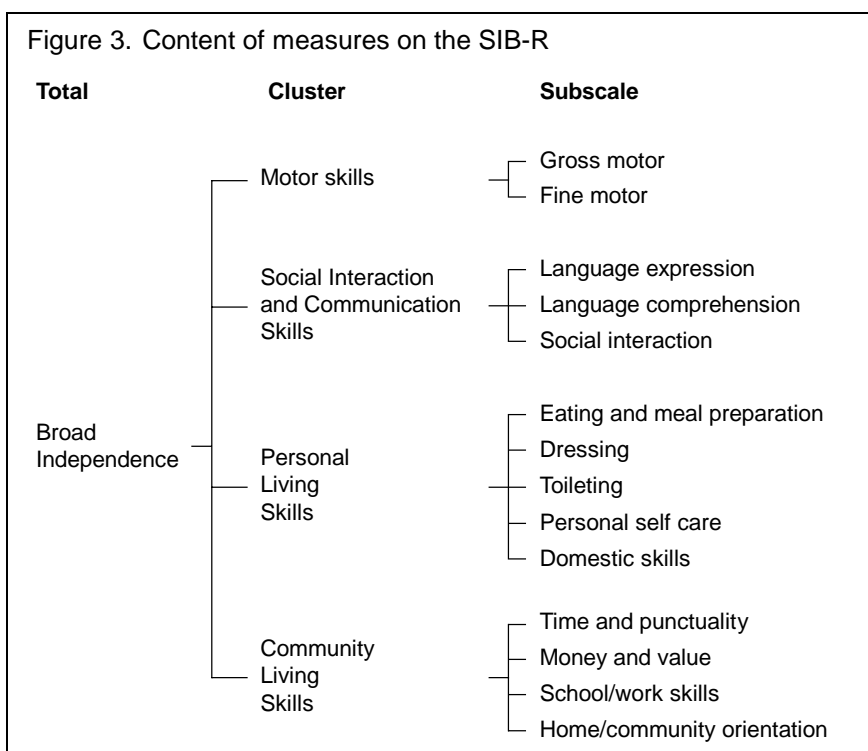 Figure 3. Content of measures on the SIB-R
Total Cluster Subscale
Motor skills
Gross motor
Fine motor
Social Interaction
and Communication
Skills
Language expression
Language comprehension
Social interaction
Broad
Independence
Personal
Living
Skills
Eating and meal preparation
Dressing
Toileting
Personal self care
Domestic skills
Community
Living
Skills
Time and punctuality
Money and value
School/work skills
Home/community orientation